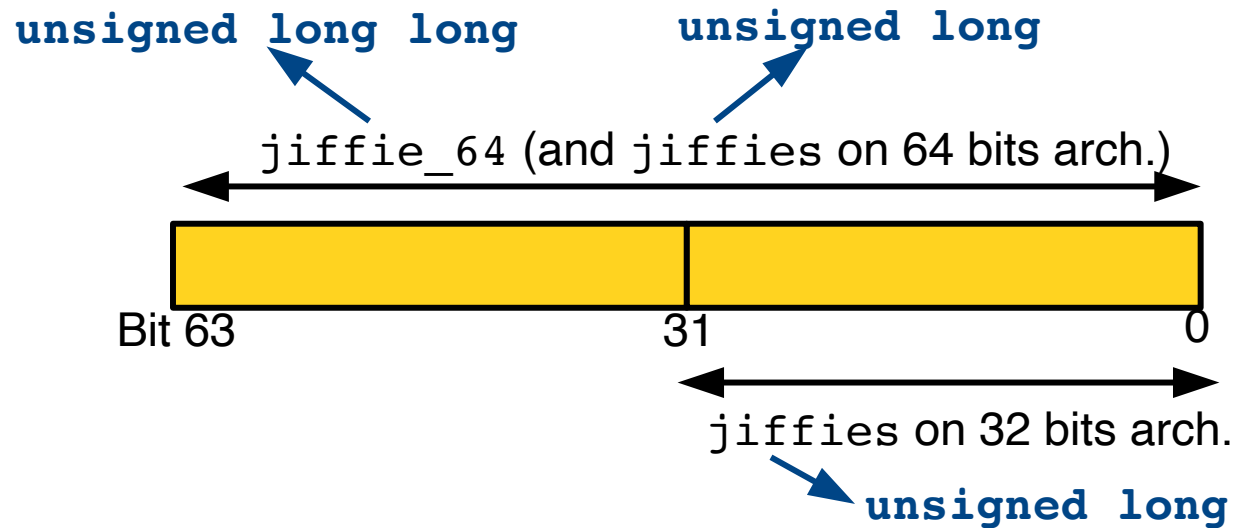 unsigned long long unsigned long
jiffie_64 (and jiffies on 64 bits arch.)
Bit 63 31 0
jiffies on 32 bits arch.
unsigned long